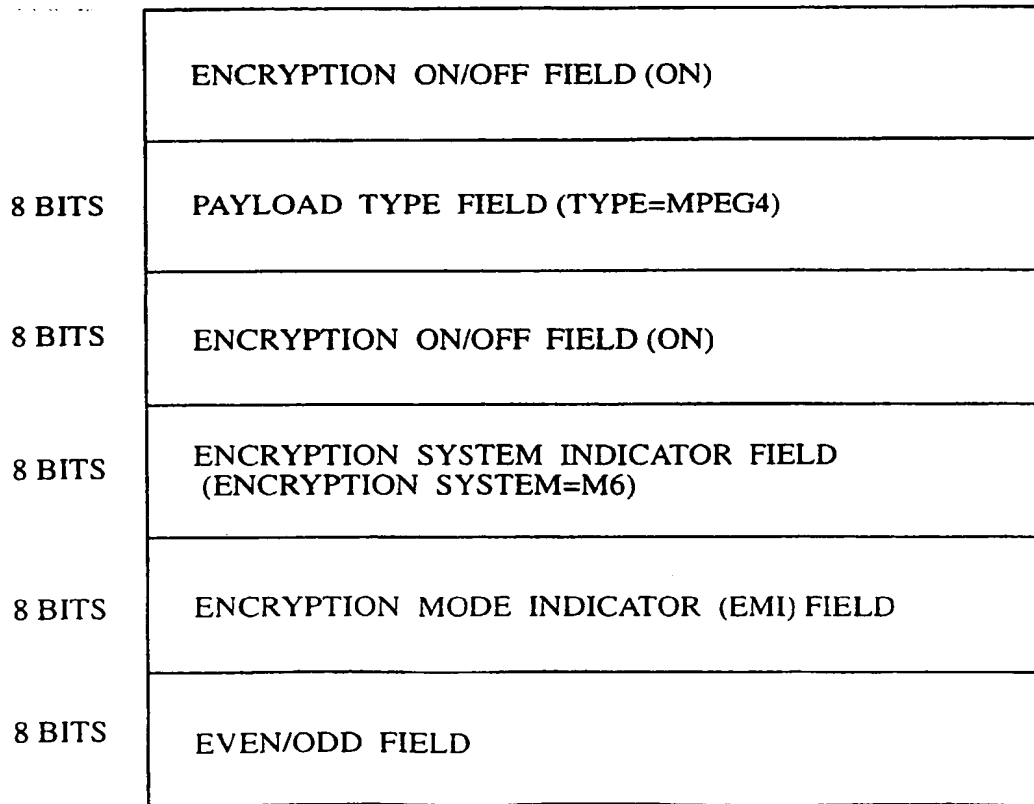 ENCRYPTION ON/OFF FIELD (ON)
8 BITS PAYLOAD TYPE FIELD (TYPE=MPEG4)
8 BITS ENCRYPTION ON/OFF FIELD (ON)
8 BITS ENCRYPTION SYSTEM INDICATOR FIELD
(ENCRYPTION SYSTEM=M6)
8 BITS ENCRYPTION MODE INDICATOR (EMI) FIELD
8 BITS EVEN/ODD FIELD